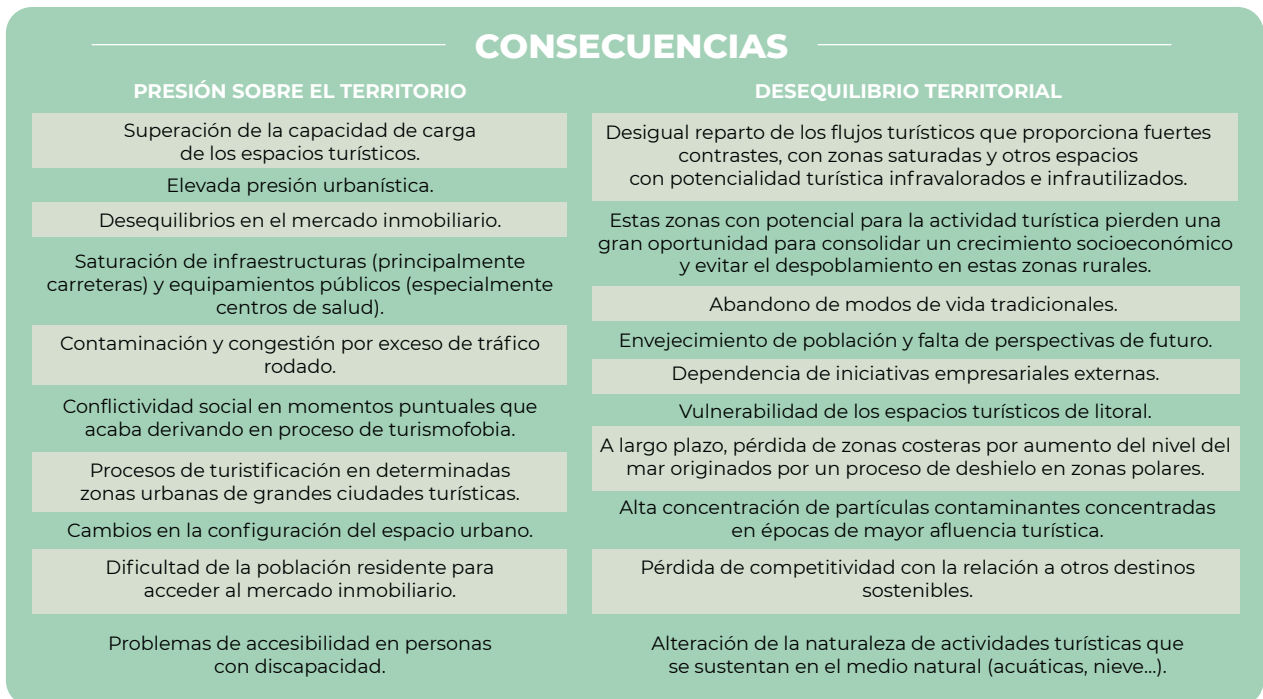 CONSECUENCIAS
PRESIÓN SOBRE EL TERRITORIO
Superación de la capacidad de carga
de los espacios turísticos.
Elevada presión urbanística.
Desequilibrios en el mercado inmobiliario.
Saturación de infraestructuras (principalmente
carreteras) y equipamientos públicos (especialmente
centros de salud).
Contaminación y congestión por exceso de tráfico
rodado.
Conflictividad social en momentos puntuales que
acaba derivando en proceso de turismofobia.
Procesos de turistificación en determinadas
zonas urbanas de grandes ciudades turísticas.
Cambios en la configuración del espacio urbano.
Dificultad de la población residente para
acceder al mercado inmobiliario.
Problemas de accesibilidad en personas
con discapacidad.
DESEQUILIBRIO TERRITORIAL
Desigual reparto de los flujos turísticos que proporciona fuertes
contrastes, con zonas saturadas y otros espacios
con potencialidad turística infravalorados e infrautilizados.
Estas zonas con potencial para la actividad turística pierden una
gran oportunidad para consolidar un crecimiento socioeconómico
y evitar el despoblamiento en estas zonas rurales.
Abandono de modos de vida tradicionales.
Envejecimiento de población y falta de perspectivas de futuro.
Dependencia de iniciativas empresariales externas.
Vulnerabilidad de los espacios turísticos de litoral.
A largo plazo, pérdida de zonas costeras por aumento del nivel del
mar originados por un proceso de deshielo en zonas polares.
Alta concentración de partículas contaminantes concentradas
en épocas de mayor afluencia turística.
Pérdida de competitividad con la relación a otros destinos
sostenibles.
Alteración de la naturaleza de actividades turísticas que
se sustentan en el medio natural (acuáticas, nieve...).